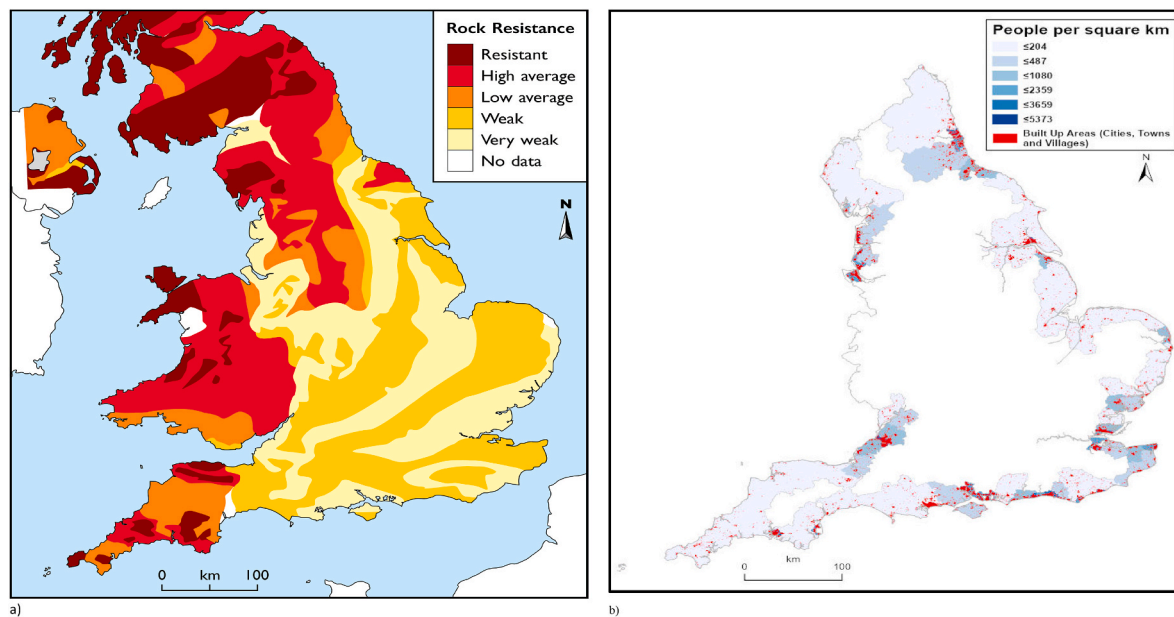 Rock Resistance
Resistant
High average
Low average
Weak
Very weak
No data
N
0 km 100
a)
People per square km
≤204
≤487
≤1080
≤2359
≤3659
≤5373
Built Up Areas (Cities, Towns
and Villages)
N
km
0 100
b)